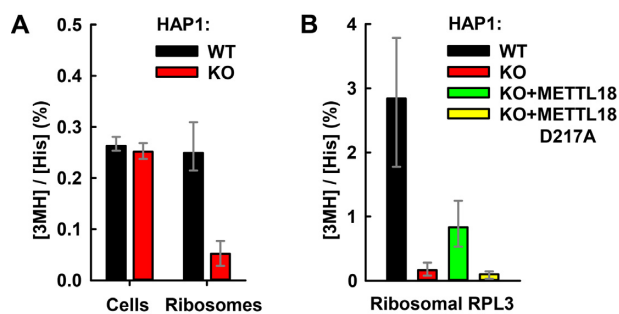 A
HAP1:
WT
KO
[3MH] / [His] (%)
0.5
0.4
0.3
0.2
0.1
0.0
Cells Ribosomes
B
HAP1:
WT
KO
KO+METTL18
KO+METTL18
D217A
[3MH] / [His] (%)
4
3
2
1
0
Ribosomal RPL3